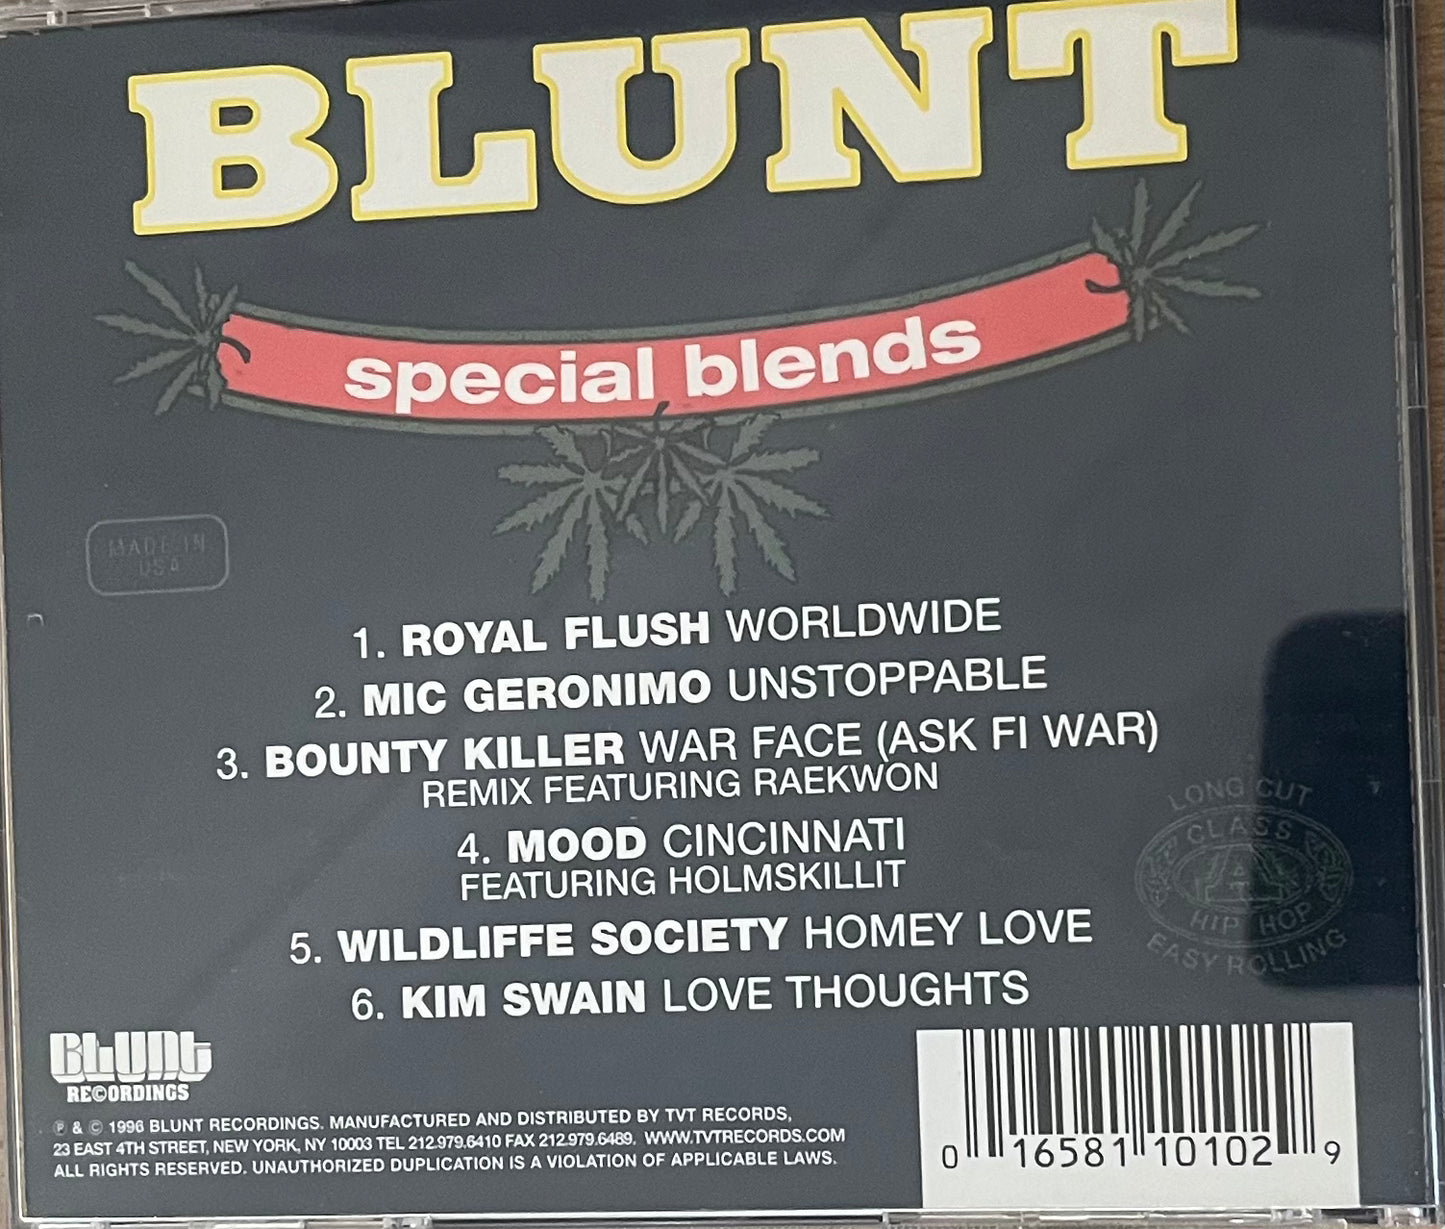 BLUNT
special blends
MADE IN
USA
1. ROYAL FLUSH WORLDWIDE
2. MIC GERONIMO UNSTOPPABLE
3. BOUNTY KILLER WAR FACE (ASK FI WAR)
REMIX FEATURING RAEKWON
4. MOOD CINCINNATI
FEATURING HOLMSKILLIT
5. WILDLIFFE SOCIETY HOMEY LOVE
6. KIM SWAIN LOVE THOUGHTS
LONG CUT
CLASS
A
HIP HOP
EASY ROLLING
BLUNT
RE©ORDINGS
℗ & © 1996 BLUNT RECORDINGS. MANUFACTURED AND DISTRIBUTED BY TVT RECORDS,
23 EAST 4TH STREET, NEW YORK, NY 10003 TEL 212.979.6410 FAX 212.979.6489. WWW.TVTRECORDS.COM
ALL RIGHTS RESERVED. UNAUTHORIZED DUPLICATION IS A VIOLATION OF APPLICABLE LAWS.
0 16581 10102 9